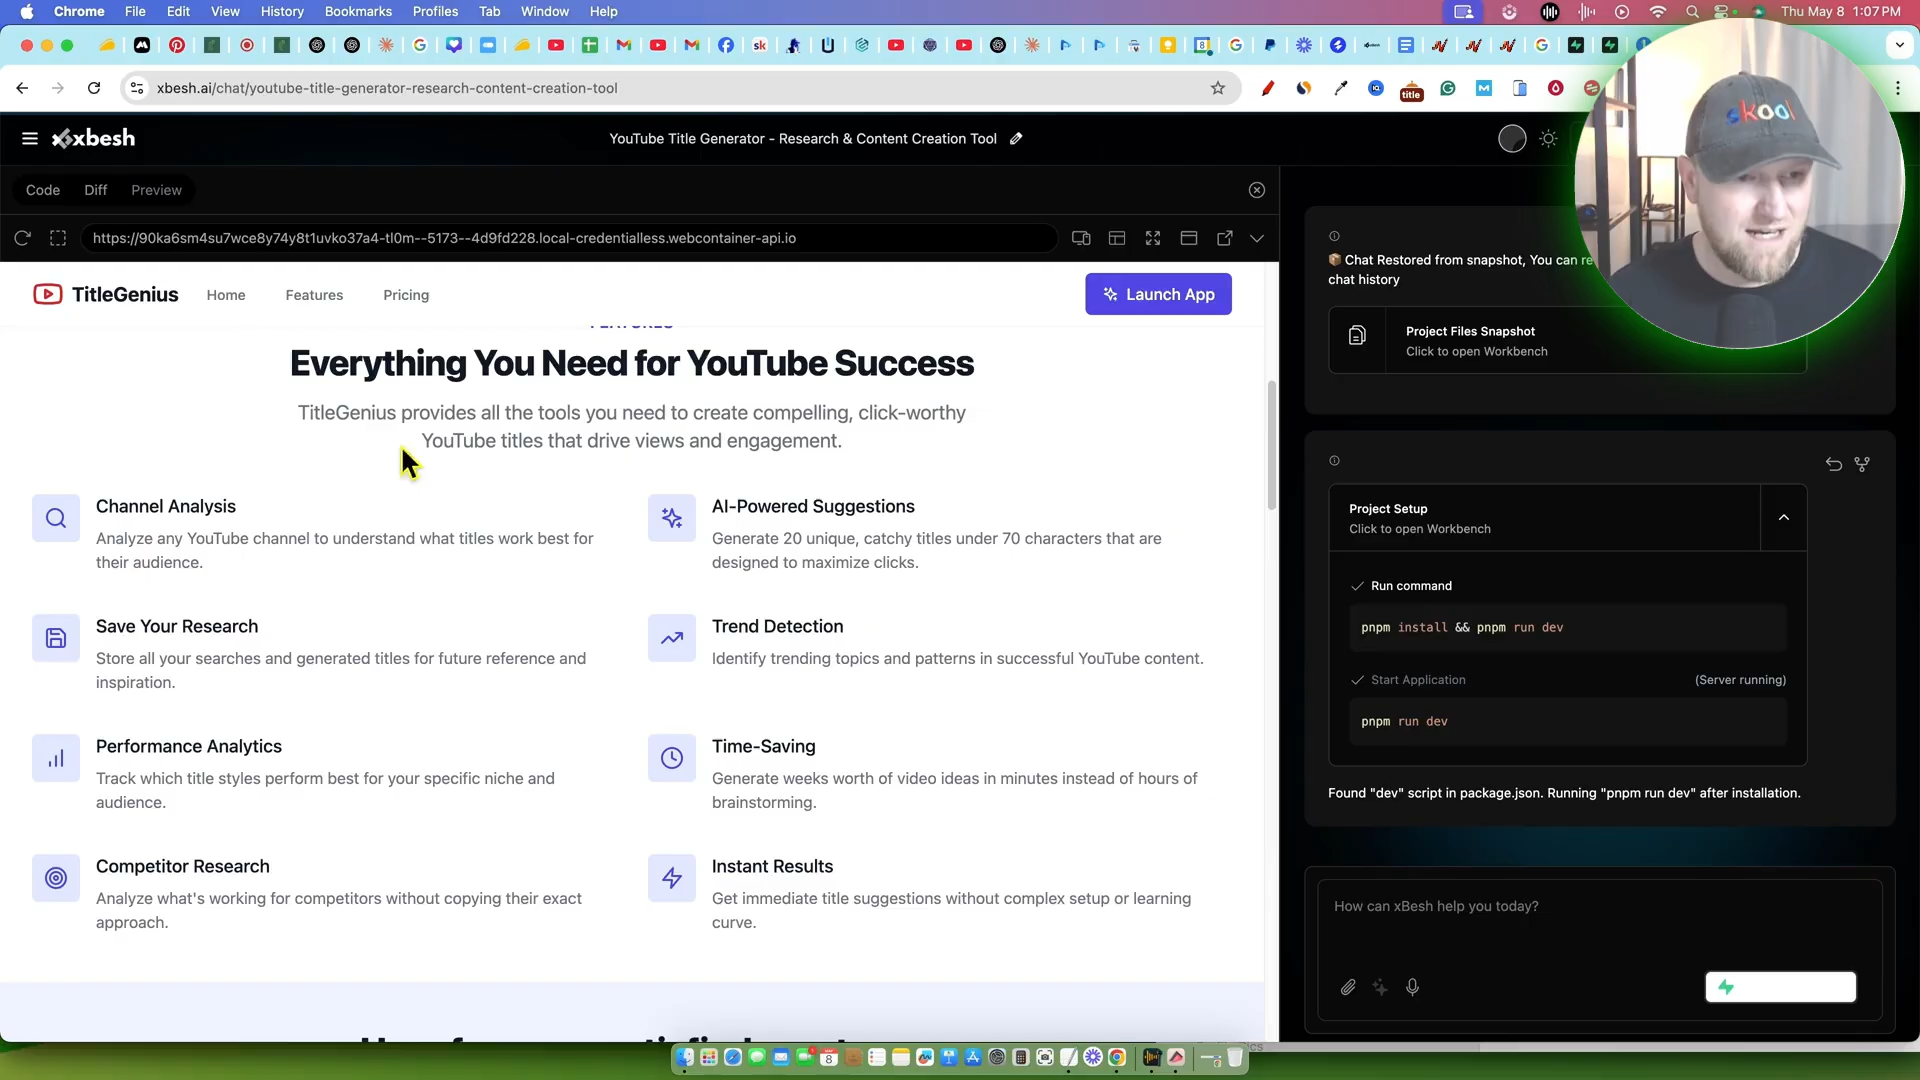 Chrome File Edit View History Bookmarks Profiles Tab Window Help
Thu May 8 1:07 PM
xbesh.ai/chat/youtube-title-generator-research-content-creation-tool
title
xbesh
YouTube Title Generator - Research & Content Creation Tool
skool
Code Diff Preview
https://90ka6sm4su7wce8y74y8t1uvko37a4-tl0m--5173--4d9fd228.local-credentialless.webcontainer-api.io
TitleGenius Home Features Pricing Launch App
Everything You Need for YouTube Success
TitleGenius provides all the tools you need to create compelling, click-worthy
YouTube titles that drive views and engagement.
Channel Analysis
Analyze any YouTube channel to understand what titles work best for
their audience.
AI-Powered Suggestions
Generate 20 unique, catchy titles under 70 characters that are
designed to maximize clicks.
Save Your Research
Store all your searches and generated titles for future reference and
inspiration.
Trend Detection
Identify trending topics and patterns in successful YouTube content.
Performance Analytics
Track which title styles perform best for your specific niche and
audience.
Time-Saving
Generate weeks worth of video ideas in minutes instead of hours of
brainstorming.
Competitor Research
Analyze what's working for competitors without copying their exact
approach.
Instant Results
Get immediate title suggestions without complex setup or learning
curve.
Chat Restored from snapshot, You can re
chat history
Project Files Snapshot
Click to open Workbench
Project Setup
Click to open Workbench
Run command
pnpm install && pnpm run dev
Start Application (Server running)
pnpm run dev
Found "dev" script in package.json. Running "pnpm run dev" after installation.
How can xBesh help you today?